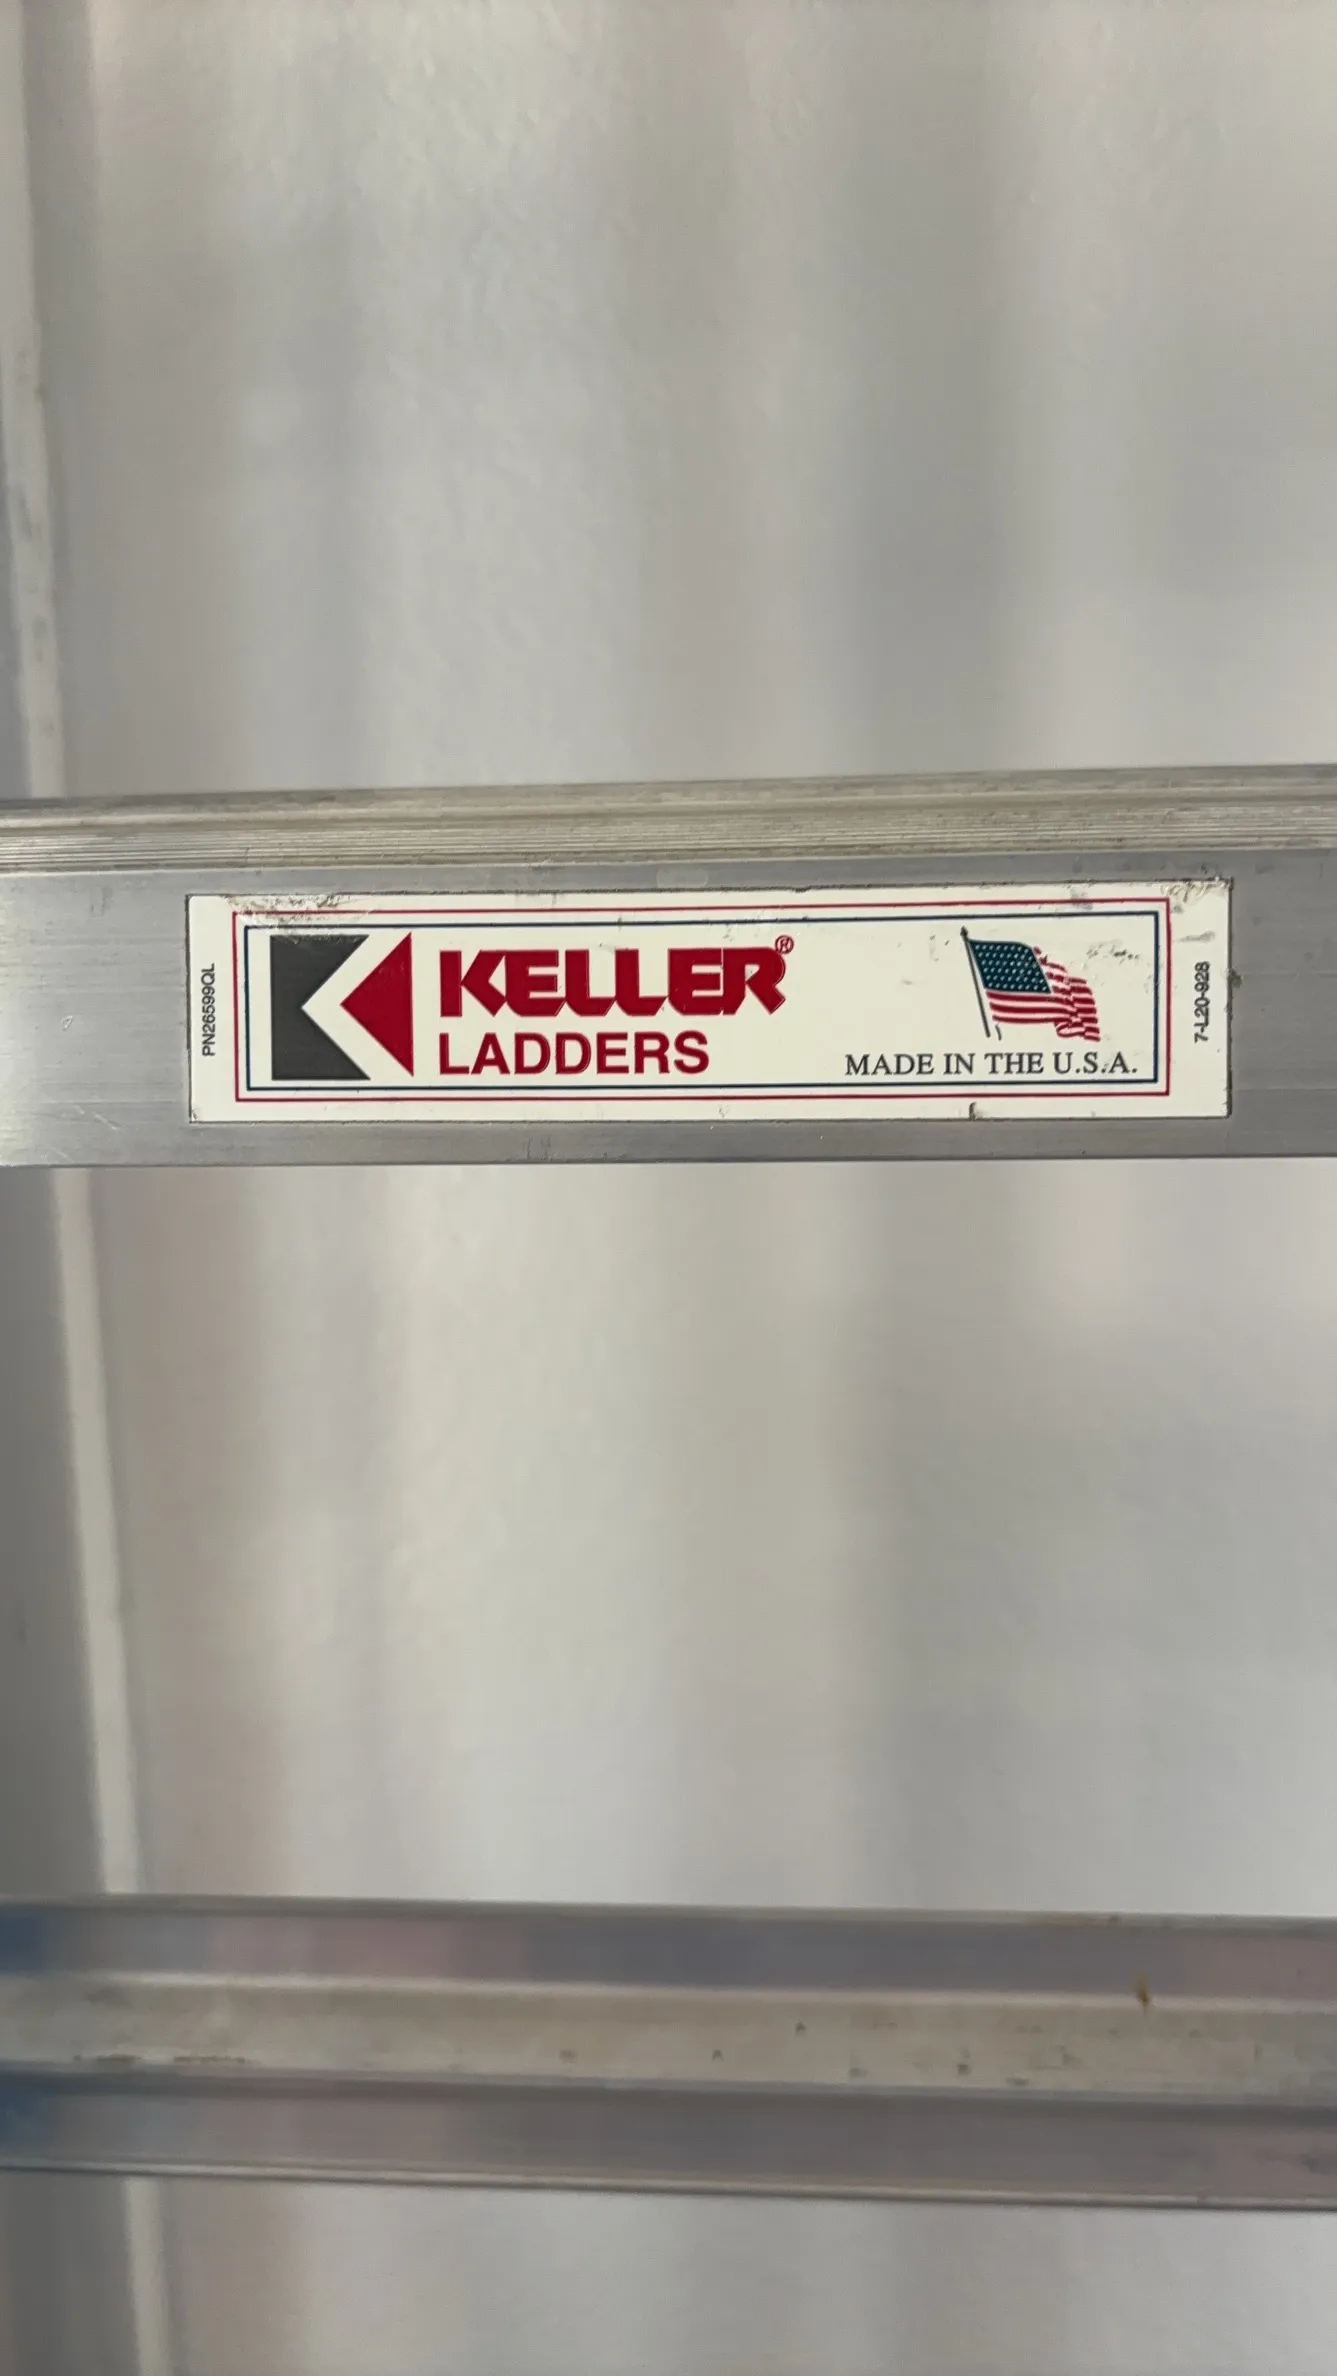 PN26599QL
KELLER®
LADDERS
MADE IN THE U.S.A.
7-L20-928